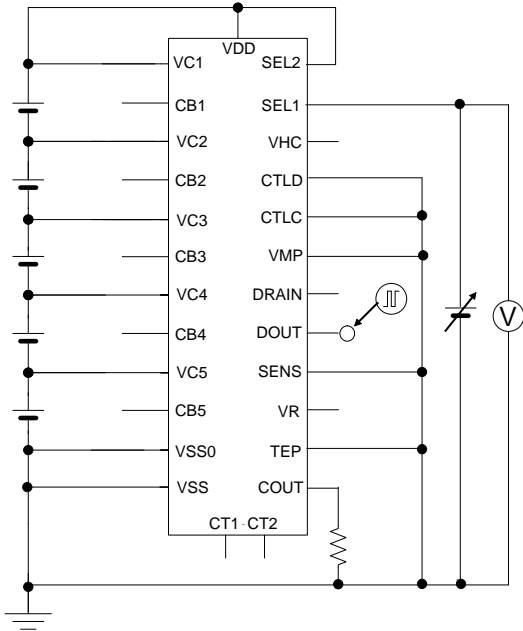 VDD
VC1 SEL2
CB1 SEL1
VC2 VHC
CB2 CTLD
VC3 CTLC
CB3 VMP
VC4 DRAIN
CB4 DOUT
VC5 SENS
CB5 VR
VSS0 TEP
VSS COUT
CT1 - CT2
V